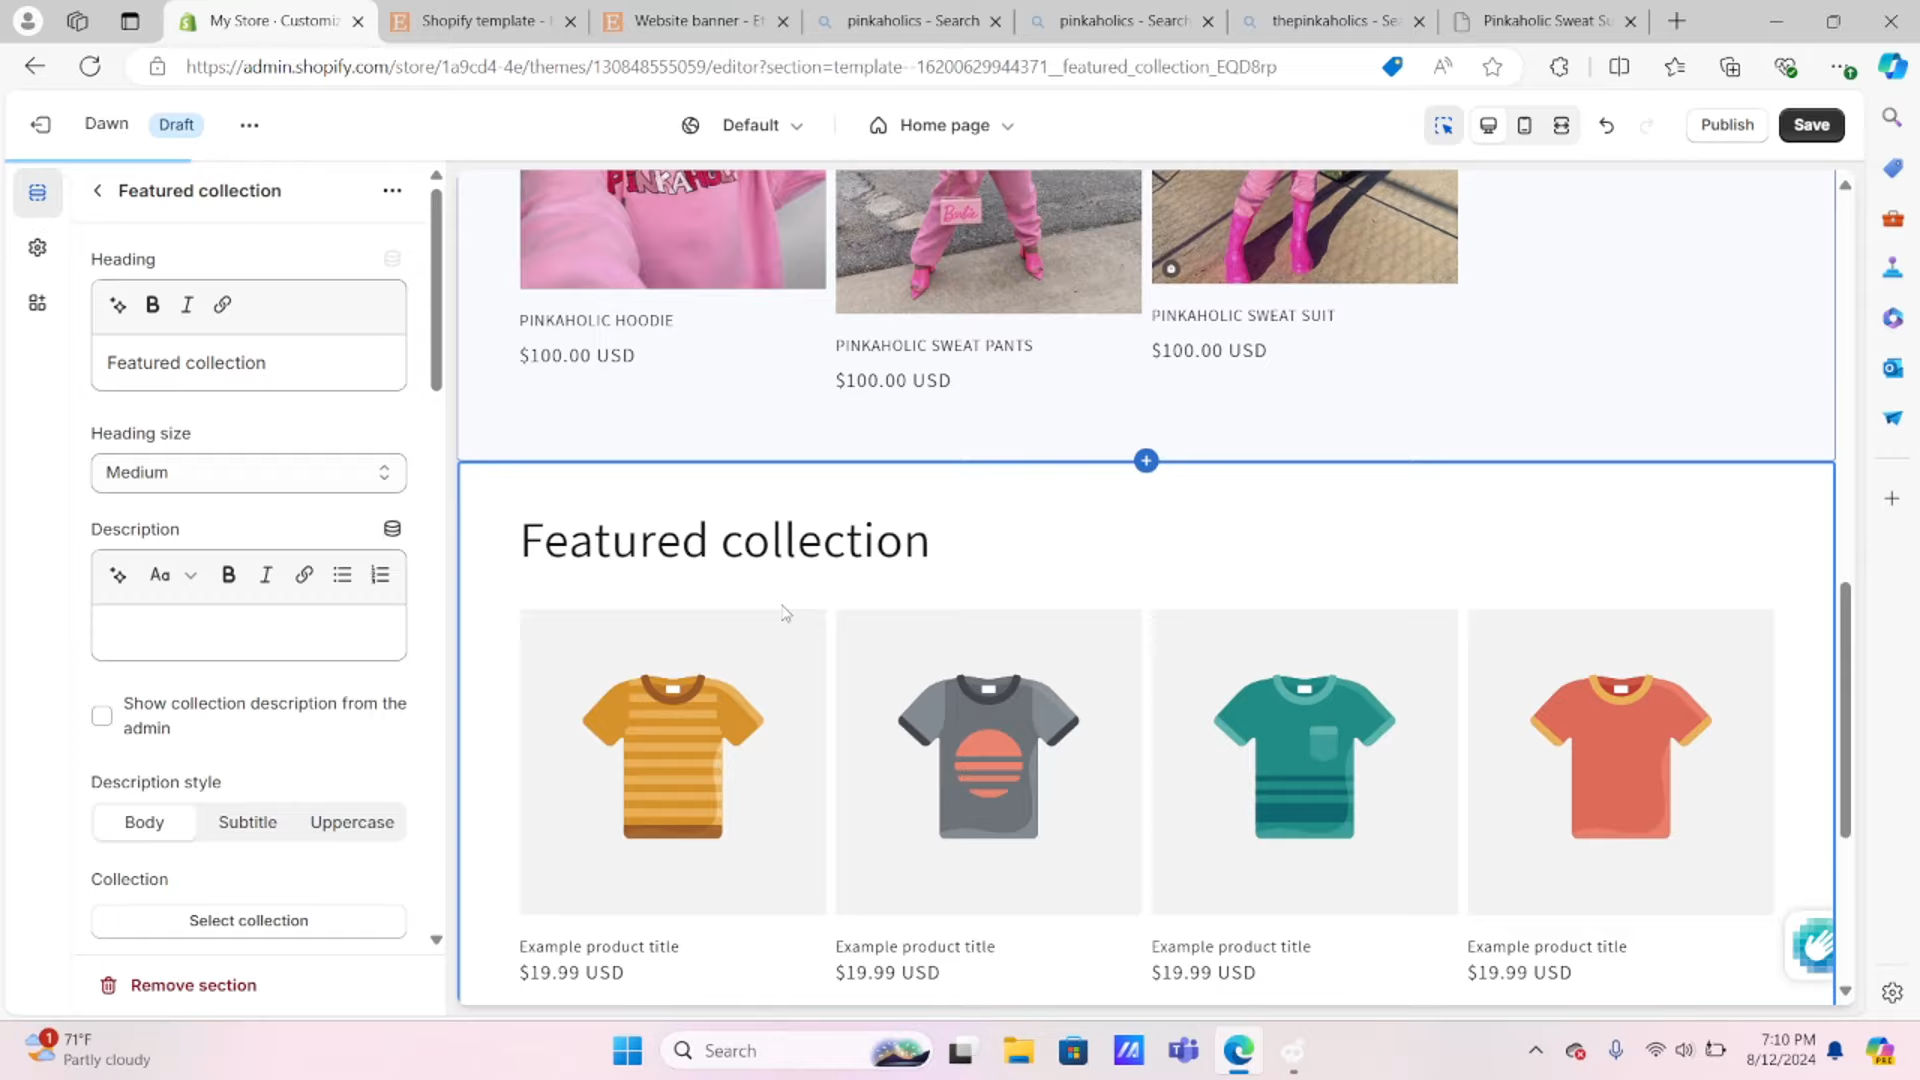 My Store · Customiz
Shopify template -
Website banner - Et
pinkaholics - Search
pinkaholics - Search
thepinkaholics - Se
Pinkaholic Sweat Su
https://admin.shopify.com/store/1a9cd4-4e/themes/130848555059/editor?section=template--16200629944371__featured_collection_EQD8rp
Dawn
Draft
Default
Home page
Publish
Save
Featured collection
Heading
B I
Featured collection
Heading size
Medium
Description
Aa B I
Show collection description from the
admin
Description style
Body
Subtitle
Uppercase
Collection
Select collection
Remove section
Barbie
PINKAHOLIC HOODIE
$100.00 USD
PINKAHOLIC SWEAT PANTS
$100.00 USD
PINKAHOLIC SWEAT SUIT
$100.00 USD
Featured collection
Example product title
$19.99 USD
Example product title
$19.99 USD
Example product title
$19.99 USD
Example product title
$19.99 USD
1
71°F
Partly cloudy
Search
7:10 PM
8/12/2024
PRE